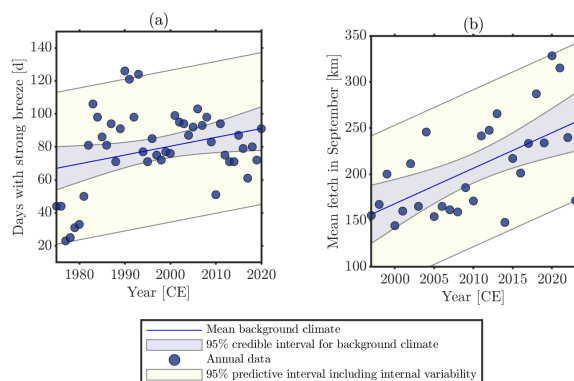 (a)
Days with strong breeze [d]
140
120
100
80
60
40
20
1980
1990
2000
2010
2020
Year [CE]
(b)
Mean fetch in September [km]
350
300
250
200
150
100
2000
2005
2010
2015
2020
Year [CE]
Mean background climate
95% credible interval for background climate
Annual data
95% predictive interval including internal variability